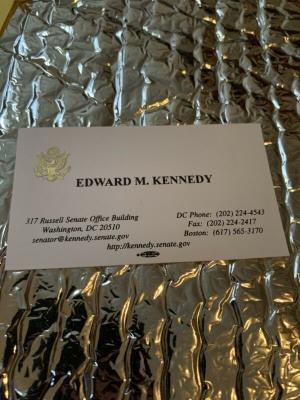 EDWARD M. KENNEDY
317 Russell Senate Office Building
Washington, DC 20510
senator@kennedy.senate.gov
DC Phone: (202) 224-4543
Fax: (202) 224-2417
Boston: (617) 565-3170
http://kennedy.senate.gov